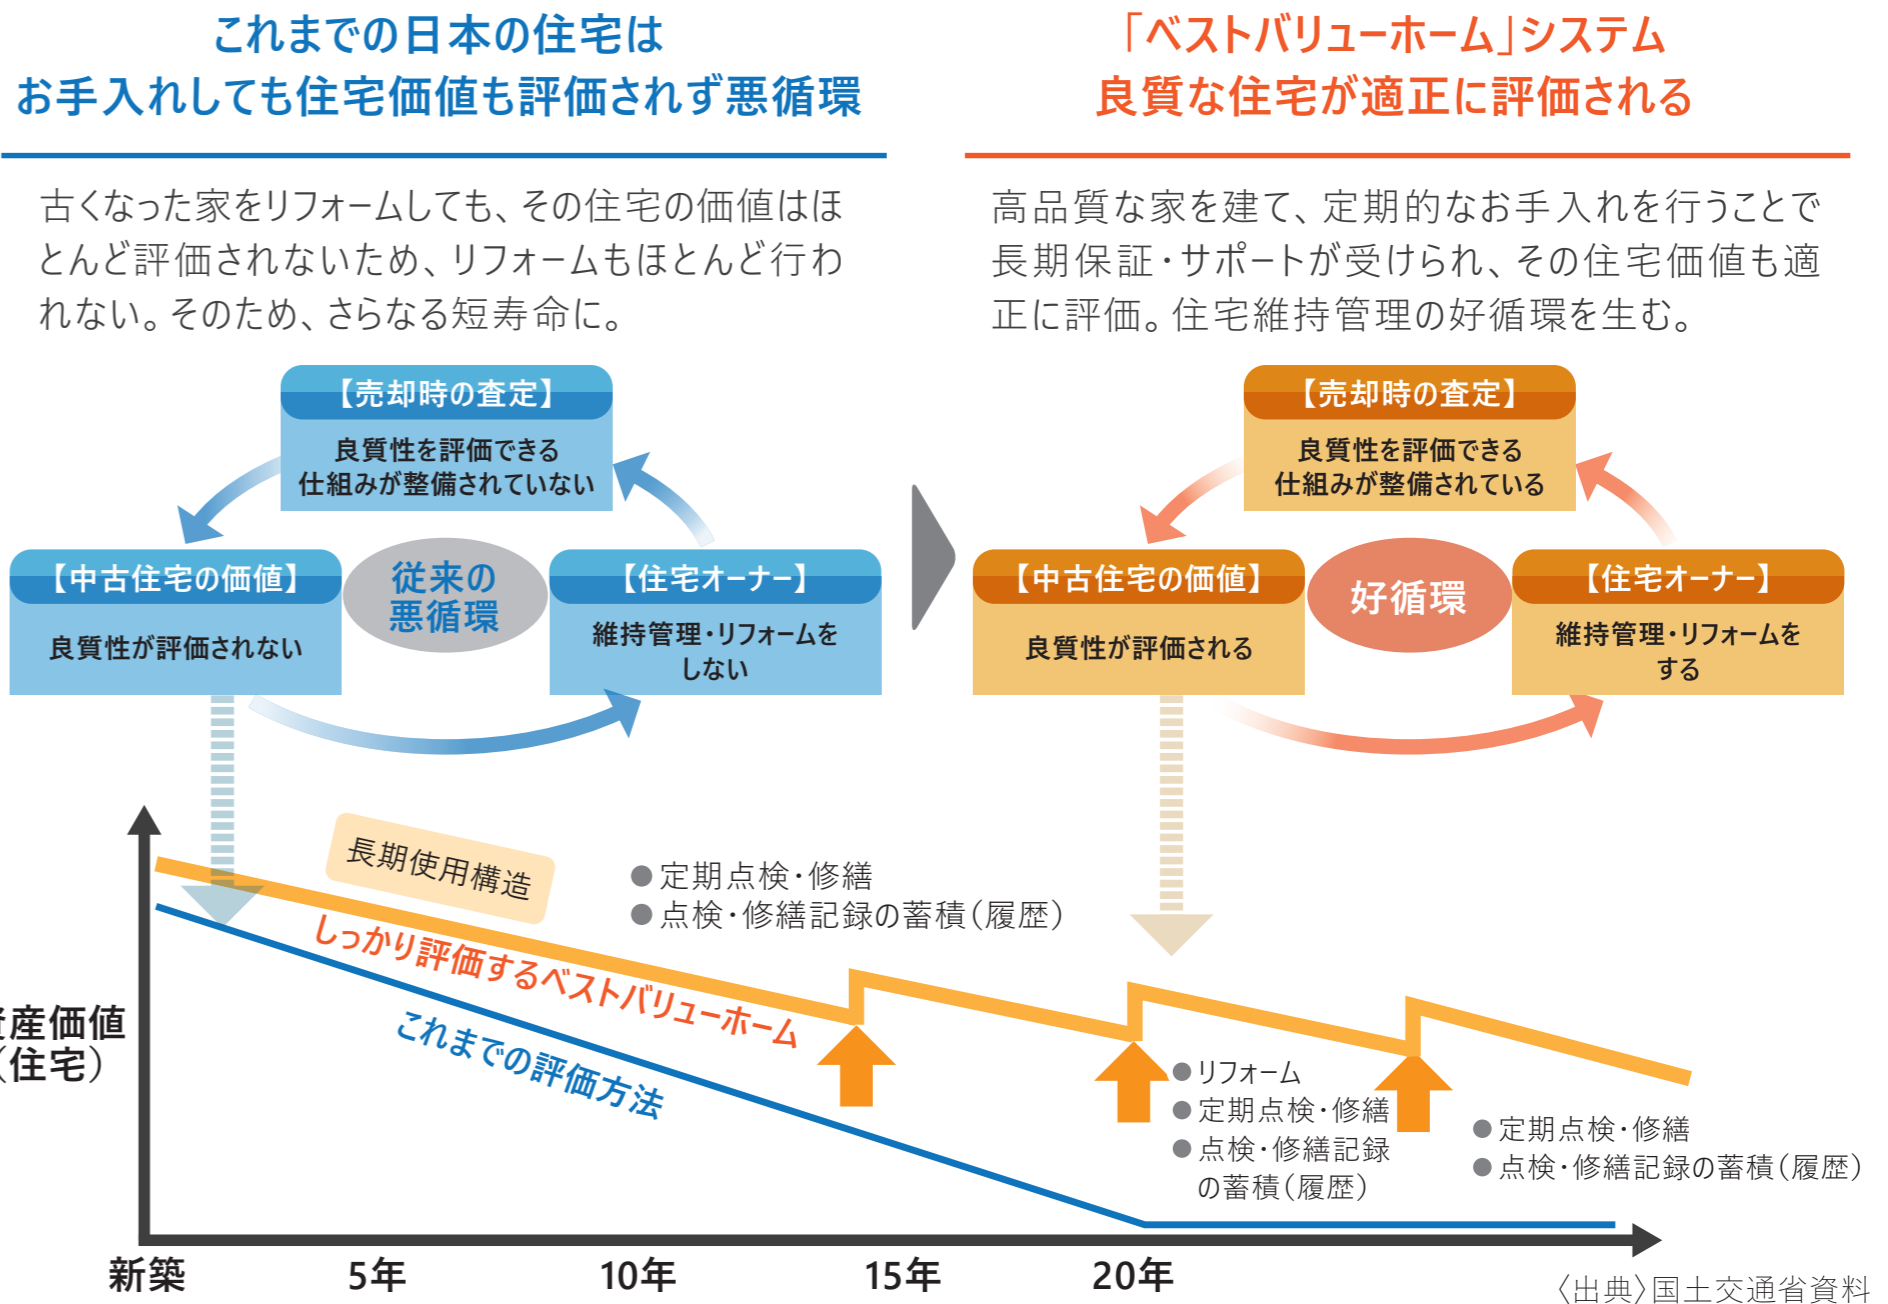 これまでの日本の住宅は
お手入れしても住宅価値も評価されず悪循環
古くなった家をリフォームしても、その住宅の価値はほ
とんど評価されないため、リフォームもほとんど行わ
れない。そのため、さらなる短寿命に。
【売却時の査定】
良質性を評価できる
仕組みが整備されていない
【中古住宅の価値】
良質性が評価されない
従来の
悪循環
【住宅オーナー】
維持管理・リフォームを
しない
「ベストバリューホーム」システム
良質な住宅が適正に評価される
高品質な家を建て、定期的なお手入れを行うことで
長期保証・サポートが受けられ、その住宅価値も適
正に評価。住宅維持管理の好循環を生む。
【売却時の査定】
良質性を評価できる
仕組みが整備されている
【中古住宅の価値】
良質性が評価される
好循環
【住宅オーナー】
維持管理・リフォームを
する
長期使用構造
●定期点検・修繕
●点検・修繕記録の蓄積（履歴）
しっかり評価するベストバリューホーム
これまでの評価方法
資産価値
（住宅）
●リフォーム
●定期点検・修繕
●点検・修繕記録
の蓄積（履歴）
●定期点検・修繕
●点検・修繕記録の蓄積（履歴）
新築
5年
10年
15年
20年
〈出典〉国土交通省資料